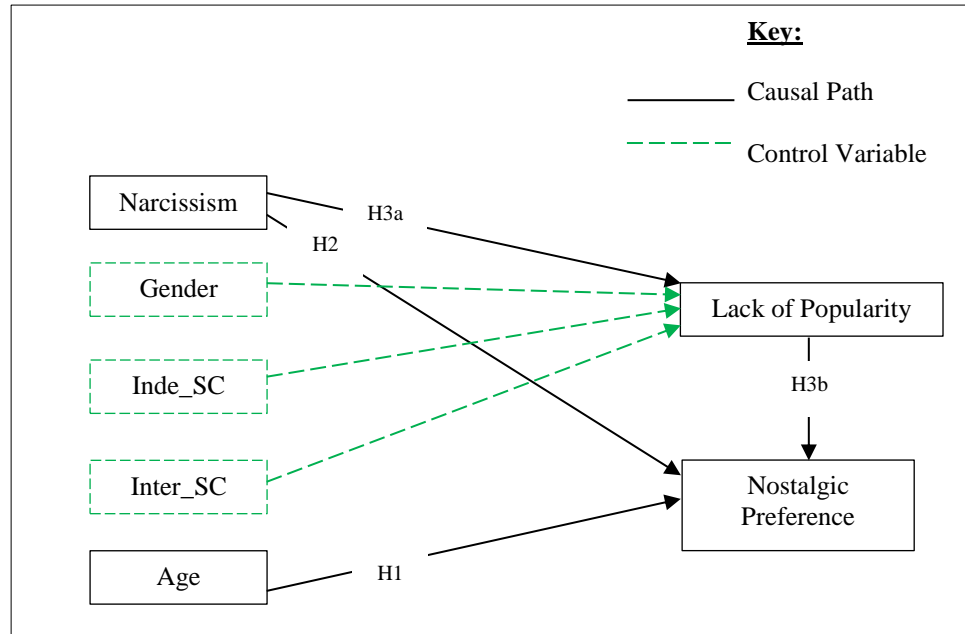 Key:
Causal Path
Control Variable
Narcissism
H3a
H2
Gender
Lack of Popularity
Inde_SC
H3b
Inter_SC
Nostalgic
Preference
Age
H1